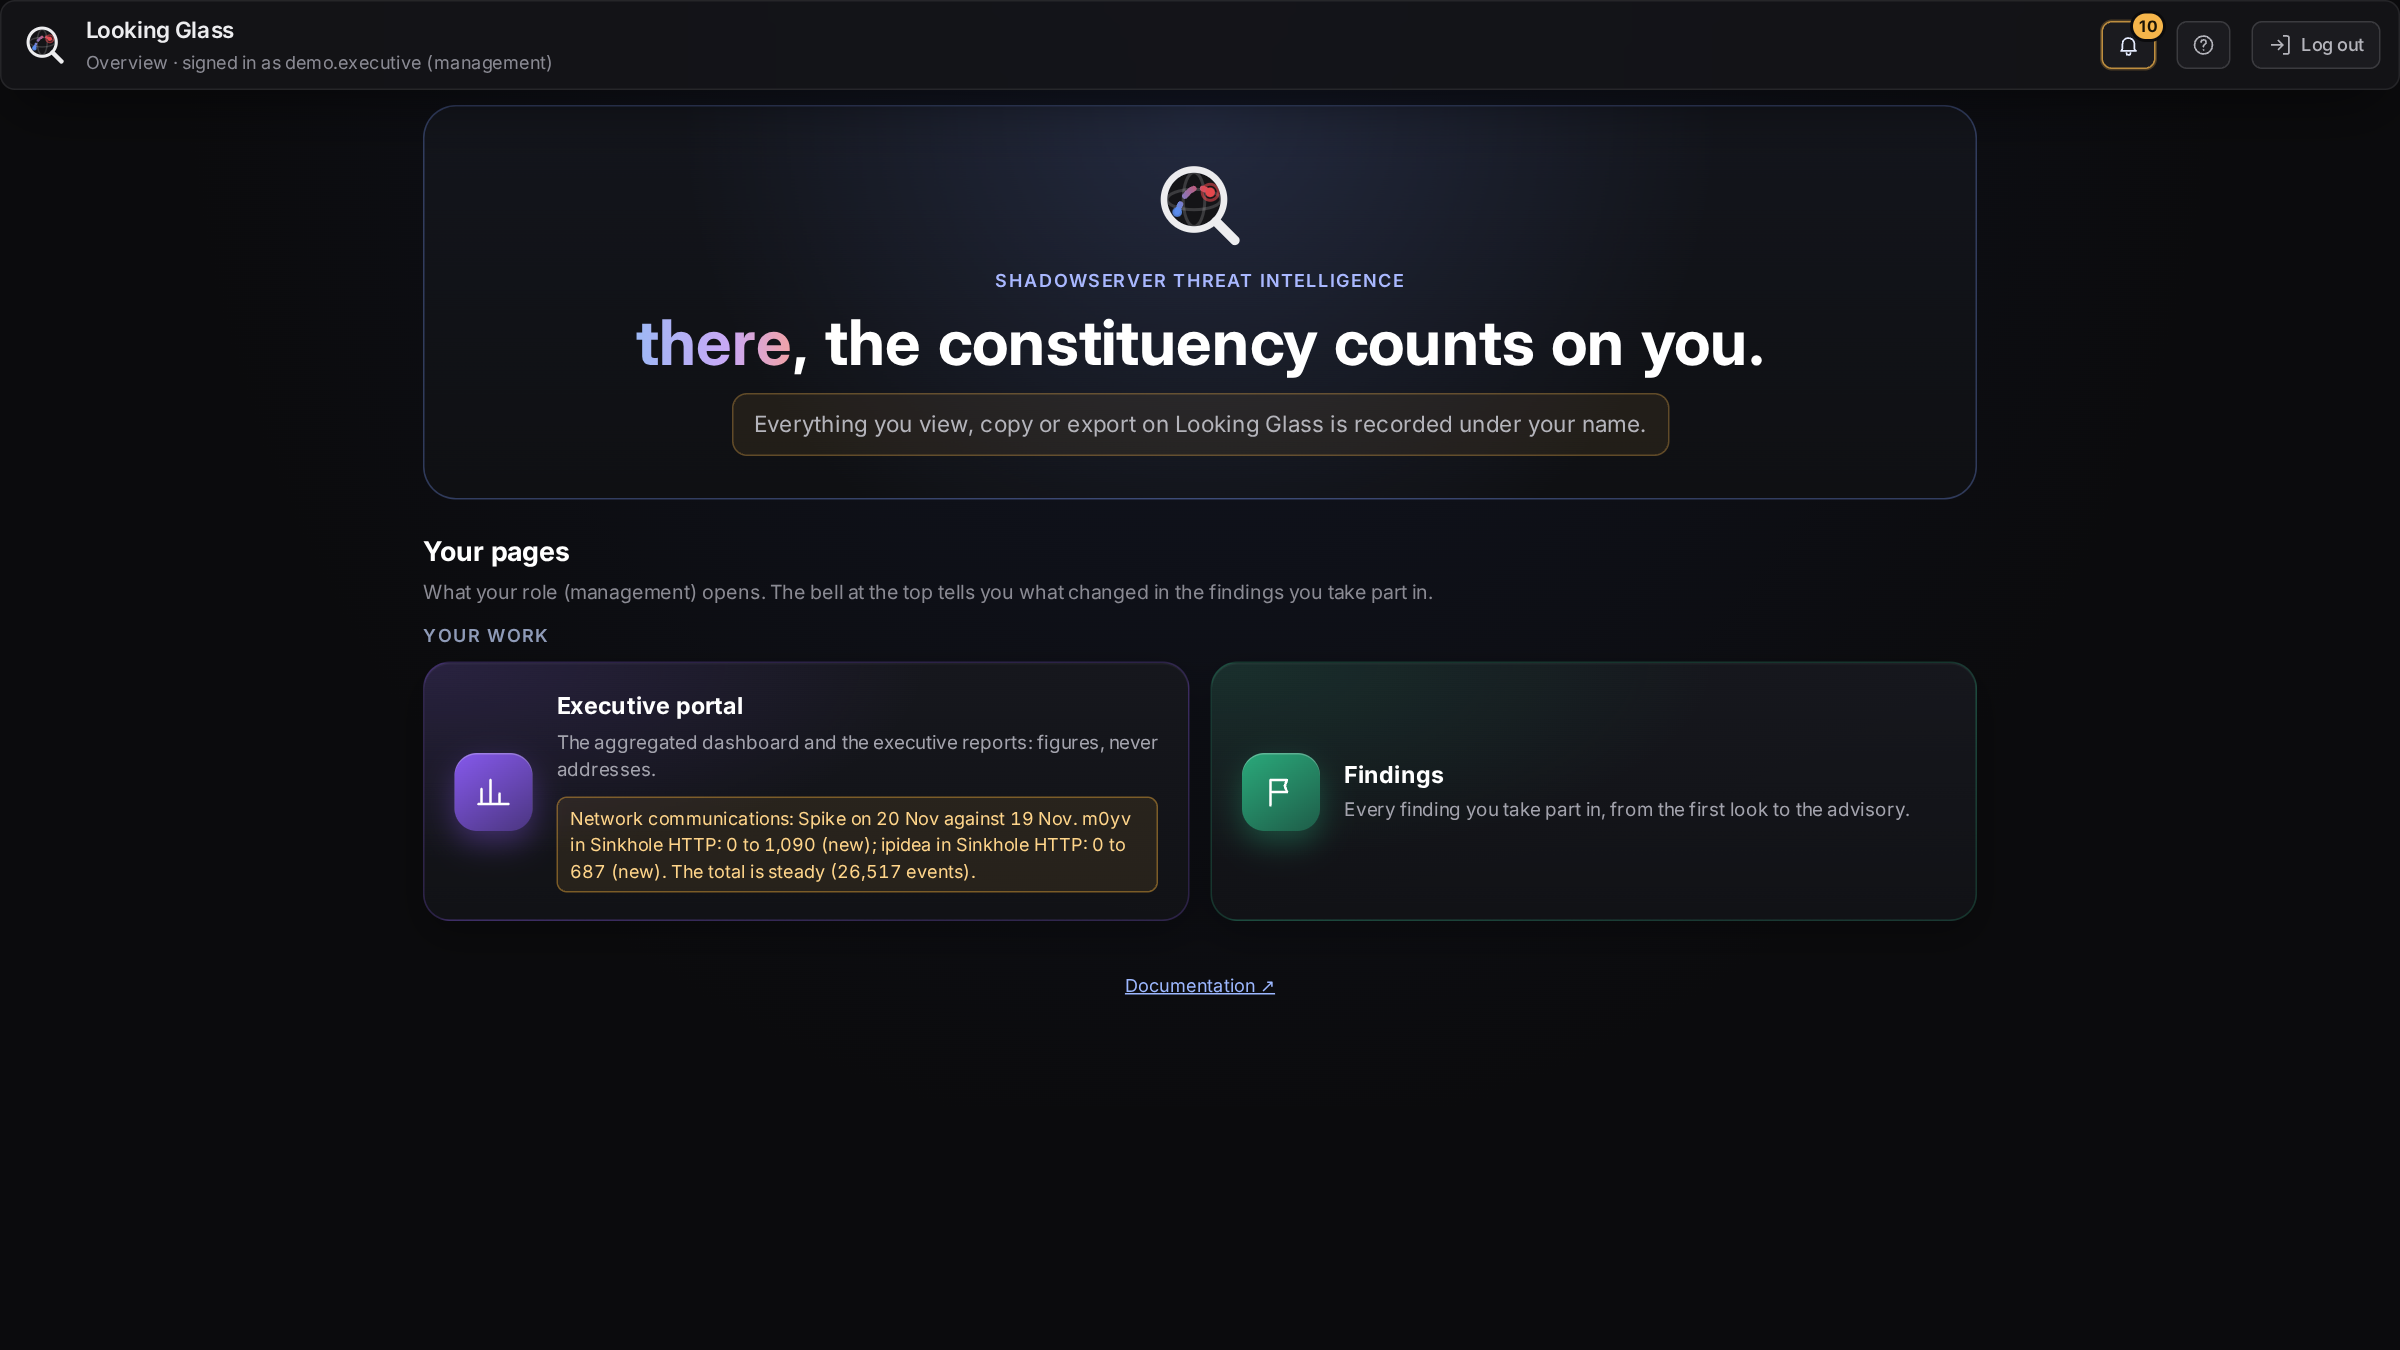 Looking Glass
Overview · signed in as demo.executive (management)
10
Log out
SHADOWSERVER THREAT INTELLIGENCE
there, the constituency counts on you.
Everything you view, copy or export on Looking Glass is recorded under your name.
Your pages
What your role (management) opens. The bell at the top tells you what changed in the findings you take part in.
YOUR WORK
Executive portal
The aggregated dashboard and the executive reports: figures, never
addresses.
Network communications: Spike on 20 Nov against 19 Nov. m0yv
in Sinkhole HTTP: 0 to 1,090 (new); ipidea in Sinkhole HTTP: 0 to
687 (new). The total is steady (26,517 events).
Findings
Every finding you take part in, from the first look to the advisory.
Documentation ↗